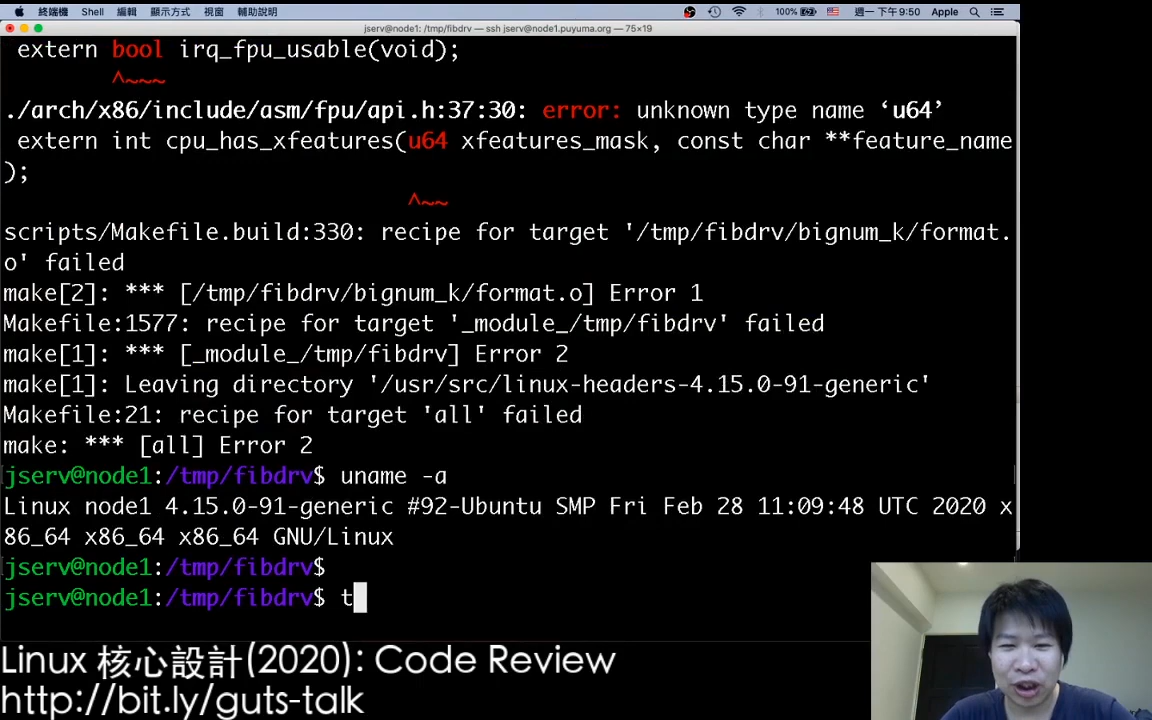 終端機 Shell 編輯 顯示方式 視窗 輔助說明 100% 週一 下午9:50 Apple
jserv@node1: /tmp/fibdrv — ssh jserv@node1.puyuma.org — 75×19
extern bool irq_fpu_usable(void);
^~~~
./arch/x86/include/asm/fpu/api.h:37:30: error: unknown type name ‘u64’
extern int cpu_has_xfeatures(u64 xfeatures_mask, const char **feature_name
);
^~~
scripts/Makefile.build:330: recipe for target '/tmp/fibdrv/bignum_k/format.
o' failed
make[2]: *** [/tmp/fibdrv/bignum_k/format.o] Error 1
Makefile:1577: recipe for target '_module_/tmp/fibdrv' failed
make[1]: *** [_module_/tmp/fibdrv] Error 2
make[1]: Leaving directory '/usr/src/linux-headers-4.15.0-91-generic'
Makefile:21: recipe for target 'all' failed
make: *** [all] Error 2
jserv@node1:/tmp/fibdrv$ uname -a
Linux node1 4.15.0-91-generic #92-Ubuntu SMP Fri Feb 28 11:09:48 UTC 2020 x
86_64 x86_64 x86_64 GNU/Linux
jserv@node1:/tmp/fibdrv$
jserv@node1:/tmp/fibdrv$ t
Linux 核心設計(2020): Code Review
http://bit.ly/guts-talk